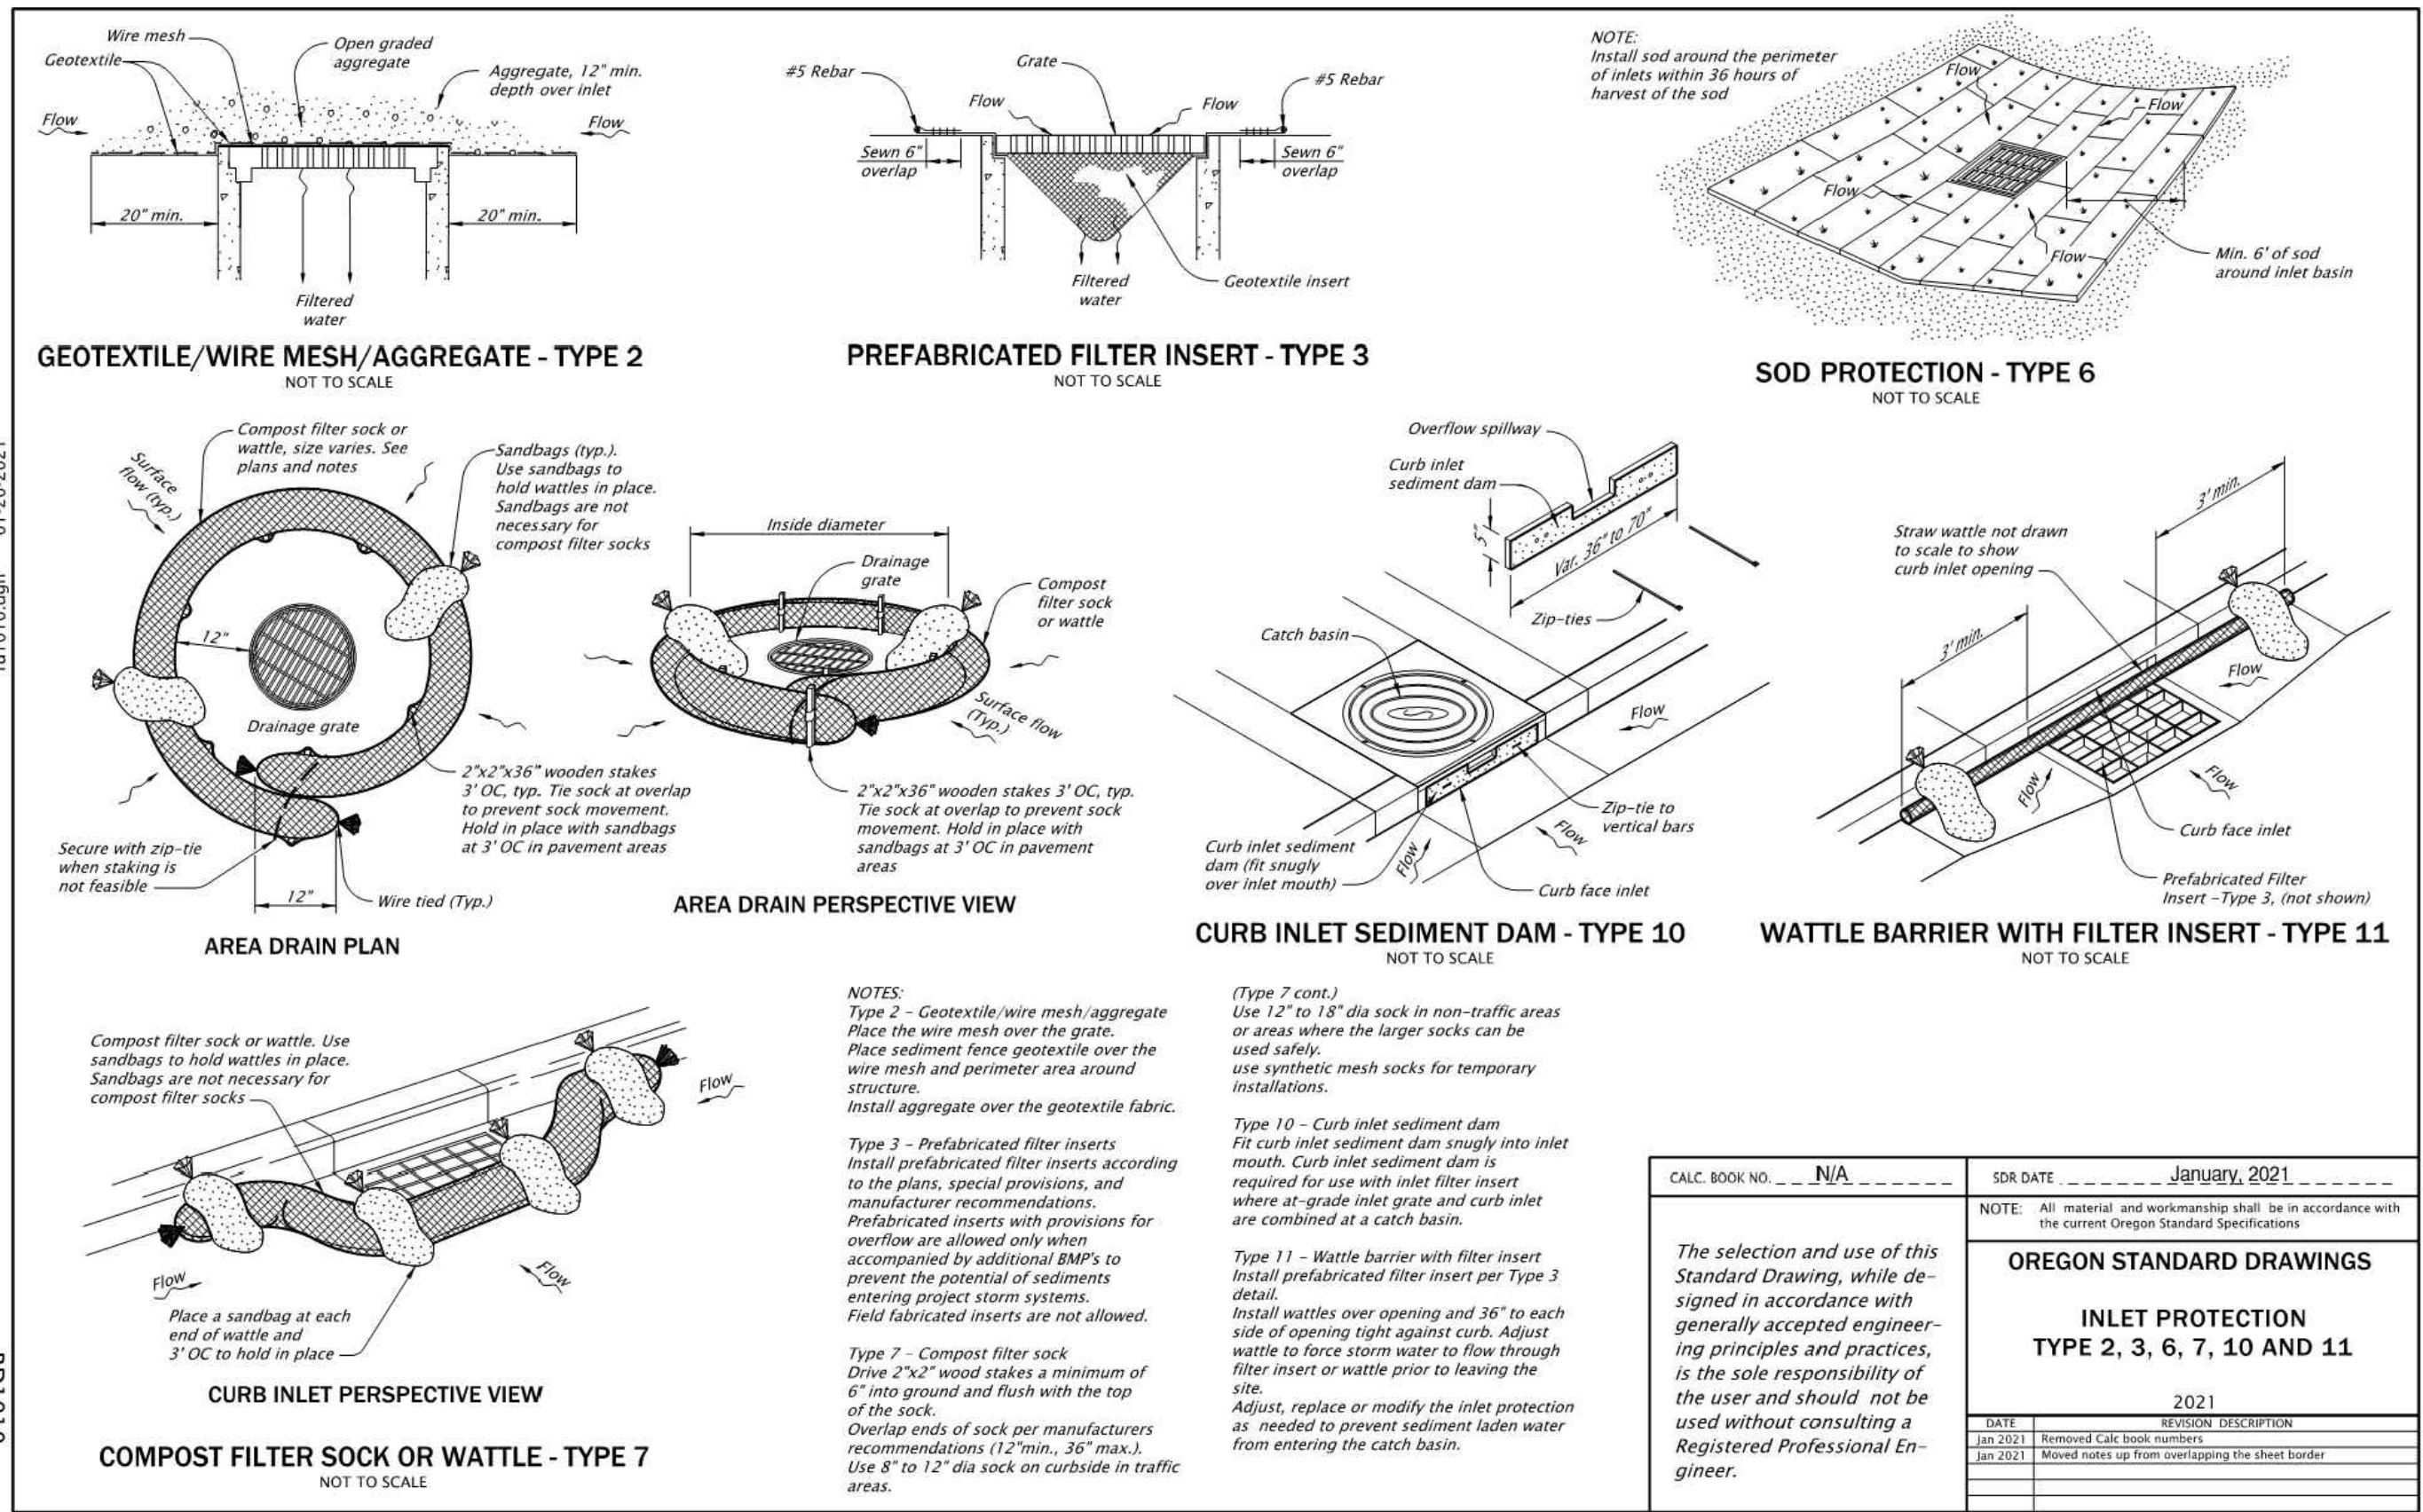 Wire mesh
Geotextile
Open graded
aggregate
Aggregate, 12" min.
depth over inlet
Flow
Flow
20" min.
20" min.
Filtered
water
GEOTEXTILE/WIRE MESH/AGGREGATE - TYPE 2
NOT TO SCALE
#5 Rebar
Grate
#5 Rebar
Flow
Flow
Sewn 6"
overlap
Sewn 6"
overlap
Filtered
water
Geotextile insert
PREFABRICATED FILTER INSERT - TYPE 3
NOT TO SCALE
NOTE:
Install sod around the perimeter
of inlets within 36 hours of
harvest of the sod
Flow
Flow
Flow
Flow
Min. 6' of sod
around inlet basin
SOD PROTECTION - TYPE 6
NOT TO SCALE
Compost filter sock or
wattle, size varies. See
plans and notes
Surface
flow (typ.)
Sandbags (typ.).
Use sandbags to
hold wattles in place.
Sandbags are not
necessary for
compost filter socks
12"
Drainage grate
2"x2"x36" wooden stakes
3' OC, typ. Tie sock at overlap
to prevent sock movement.
Hold in place with sandbags
at 3' OC in pavement areas
Secure with zip-tie
when staking is
not feasible
12"
Wire tied (Typ.)
AREA DRAIN PLAN
Inside diameter
Drainage
grate
Compost
filter sock
or wattle
Surface flow
(Typ.)
2"x2"x36" wooden stakes 3' OC, typ.
Tie sock at overlap to prevent sock
movement. Hold in place with
sandbags at 3' OC in pavement
areas
AREA DRAIN PERSPECTIVE VIEW
Overflow spillway
Curb inlet
sediment dam
5"
Var. 36" to 70"
Zip-ties
Catch basin
Flow
Zip-tie to
vertical bars
Flow
Flow
Curb inlet sediment
dam (fit snugly
over inlet mouth)
Curb face inlet
CURB INLET SEDIMENT DAM - TYPE 10
NOT TO SCALE
3' min.
Straw wattle not drawn
to scale to show
curb inlet opening
3' min.
Flow
Flow
Flow
Curb face inlet
Prefabricated Filter
Insert -Type 3, (not shown)
WATTLE BARRIER WITH FILTER INSERT - TYPE 11
NOT TO SCALE
Compost filter sock or wattle. Use
sandbags to hold wattles in place.
Sandbags are not necessary for
compost filter socks
Flow
Flow
Flow
Place a sandbag at each
end of wattle and
3' OC to hold in place
CURB INLET PERSPECTIVE VIEW
COMPOST FILTER SOCK OR WATTLE - TYPE 7
NOT TO SCALE
NOTES:
Type 2 - Geotextile/wire mesh/aggregate
Place the wire mesh over the grate.
Place sediment fence geotextile over the
wire mesh and perimeter area around
structure.
Install aggregate over the geotextile fabric.
Type 3 - Prefabricated filter inserts
Install prefabricated filter inserts according
to the plans, special provisions, and
manufacturer recommendations.
Prefabricated inserts with provisions for
overflow are allowed only when
accompanied by additional BMP's to
prevent the potential of sediments
entering project storm systems.
Field fabricated inserts are not allowed.
Type 7 - Compost filter sock
Drive 2"x2" wood stakes a minimum of
6" into ground and flush with the top
of the sock.
Overlap ends of sock per manufacturers
recommendations (12"min., 36" max.).
Use 8" to 12" dia sock on curbside in traffic
areas.
(Type 7 cont.)
Use 12" to 18" dia sock in non-traffic areas
or areas where the larger socks can be
used safely.
use synthetic mesh socks for temporary
installations.
Type 10 - Curb inlet sediment dam
Fit curb inlet sediment dam snugly into inlet
mouth. Curb inlet sediment dam is
required for use with inlet filter insert
where at-grade inlet grate and curb inlet
are combined at a catch basin.
Type 11 - Wattle barrier with filter insert
Install prefabricated filter insert per Type 3
detail.
Install wattles over opening and 36" to each
side of opening tight against curb. Adjust
wattle to force storm water to flow through
filter insert or wattle prior to leaving the
site.
Adjust, replace or modify the inlet protection
as needed to prevent sediment laden water
from entering the catch basin.
CALC. BOOK NO. N/A
SDR DATE January, 2021
NOTE: All material and workmanship shall be in accordance with
the current Oregon Standard Specifications
The selection and use of this
Standard Drawing, while de-
signed in accordance with
generally accepted engineer-
ing principles and practices,
is the sole responsibility of
the user and should not be
used without consulting a
Registered Professional En-
gineer.
OREGON STANDARD DRAWINGS
INLET PROTECTION
TYPE 2, 3, 6, 7, 10 AND 11
2021
DATE REVISION DESCRIPTION
Jan 2021 Removed Calc book numbers
Jan 2021 Moved notes up from overlapping the sheet border